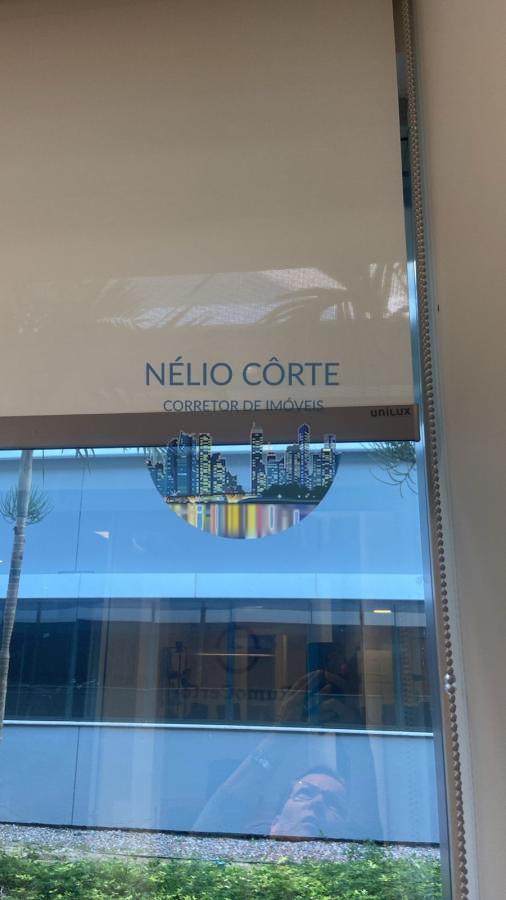 NÉLIO CÔRTE
CORRETOR DE IMÓVEIS
UNILUX